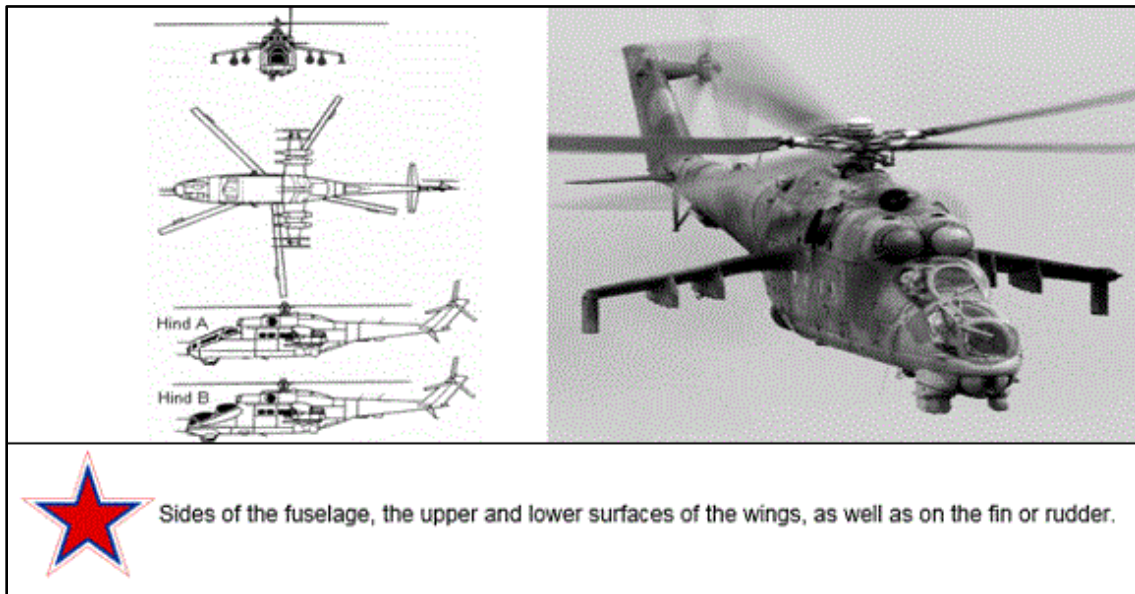 Hind A
Hind B
Sides of the fuselage, the upper and lower surfaces of the wings, as well as on the fin or rudder.